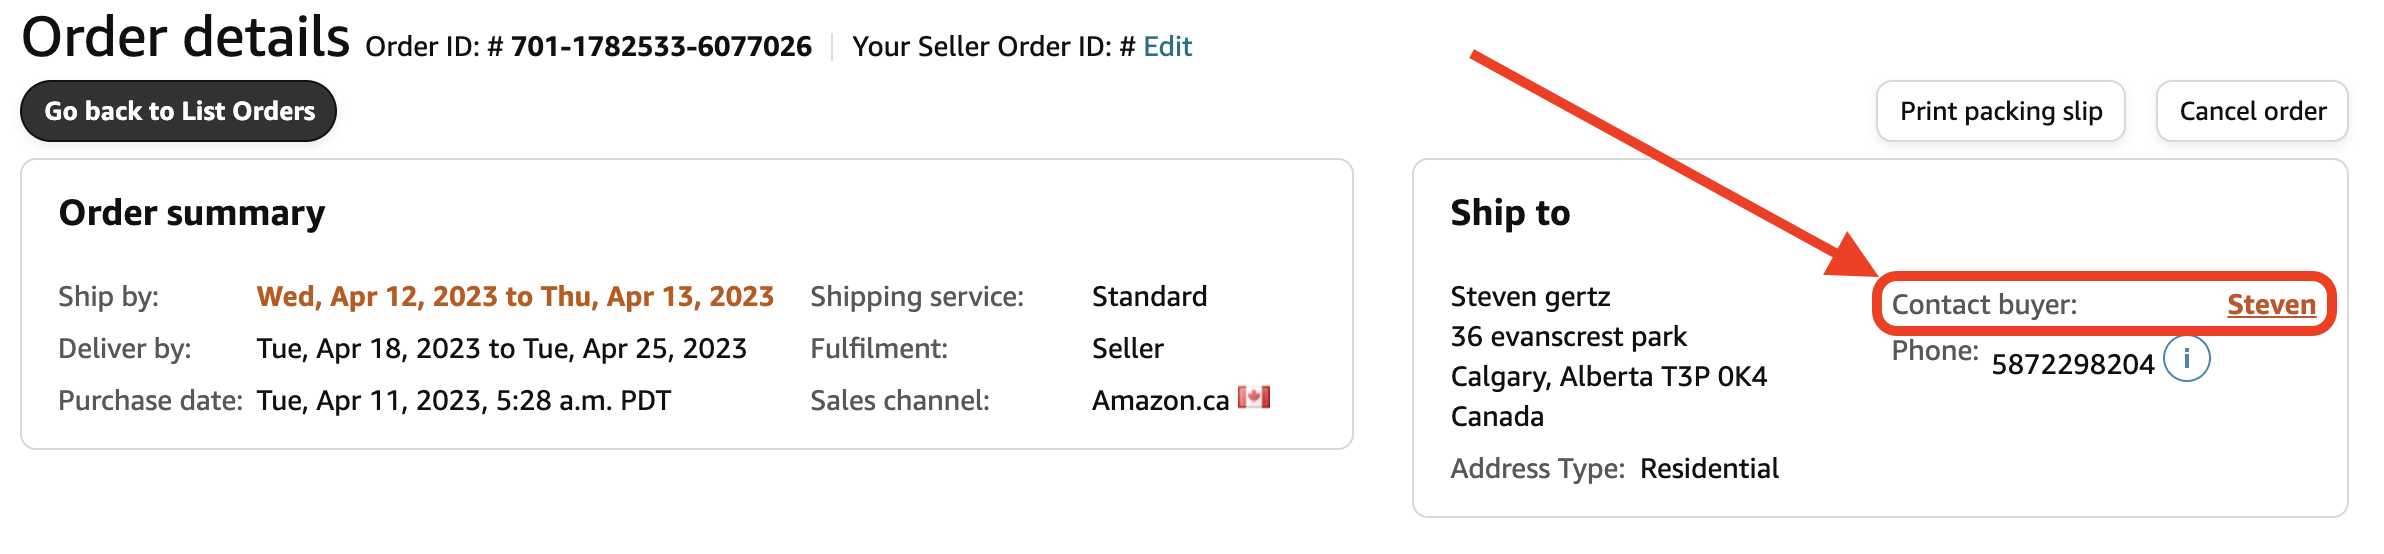 Order details Order ID: # 701-1782533-6077026 Your Seller Order ID: # Edit
Go back to List Orders
Print packing slip
Cancel order
Order summary
Ship by: Wed, Apr 12, 2023 to Thu, Apr 13, 2023
Deliver by: Tue, Apr 18, 2023 to Tue, Apr 25, 2023
Purchase date: Tue, Apr 11, 2023, 5:28 a.m. PDT
Shipping service: Standard
Fulfilment: Seller
Sales channel: Amazon.ca
Ship to
Steven gertz
36 evanscrest park
Calgary, Alberta T3P 0K4
Canada
Address Type: Residential
Contact buyer: Steven
Phone: 5872298204 i